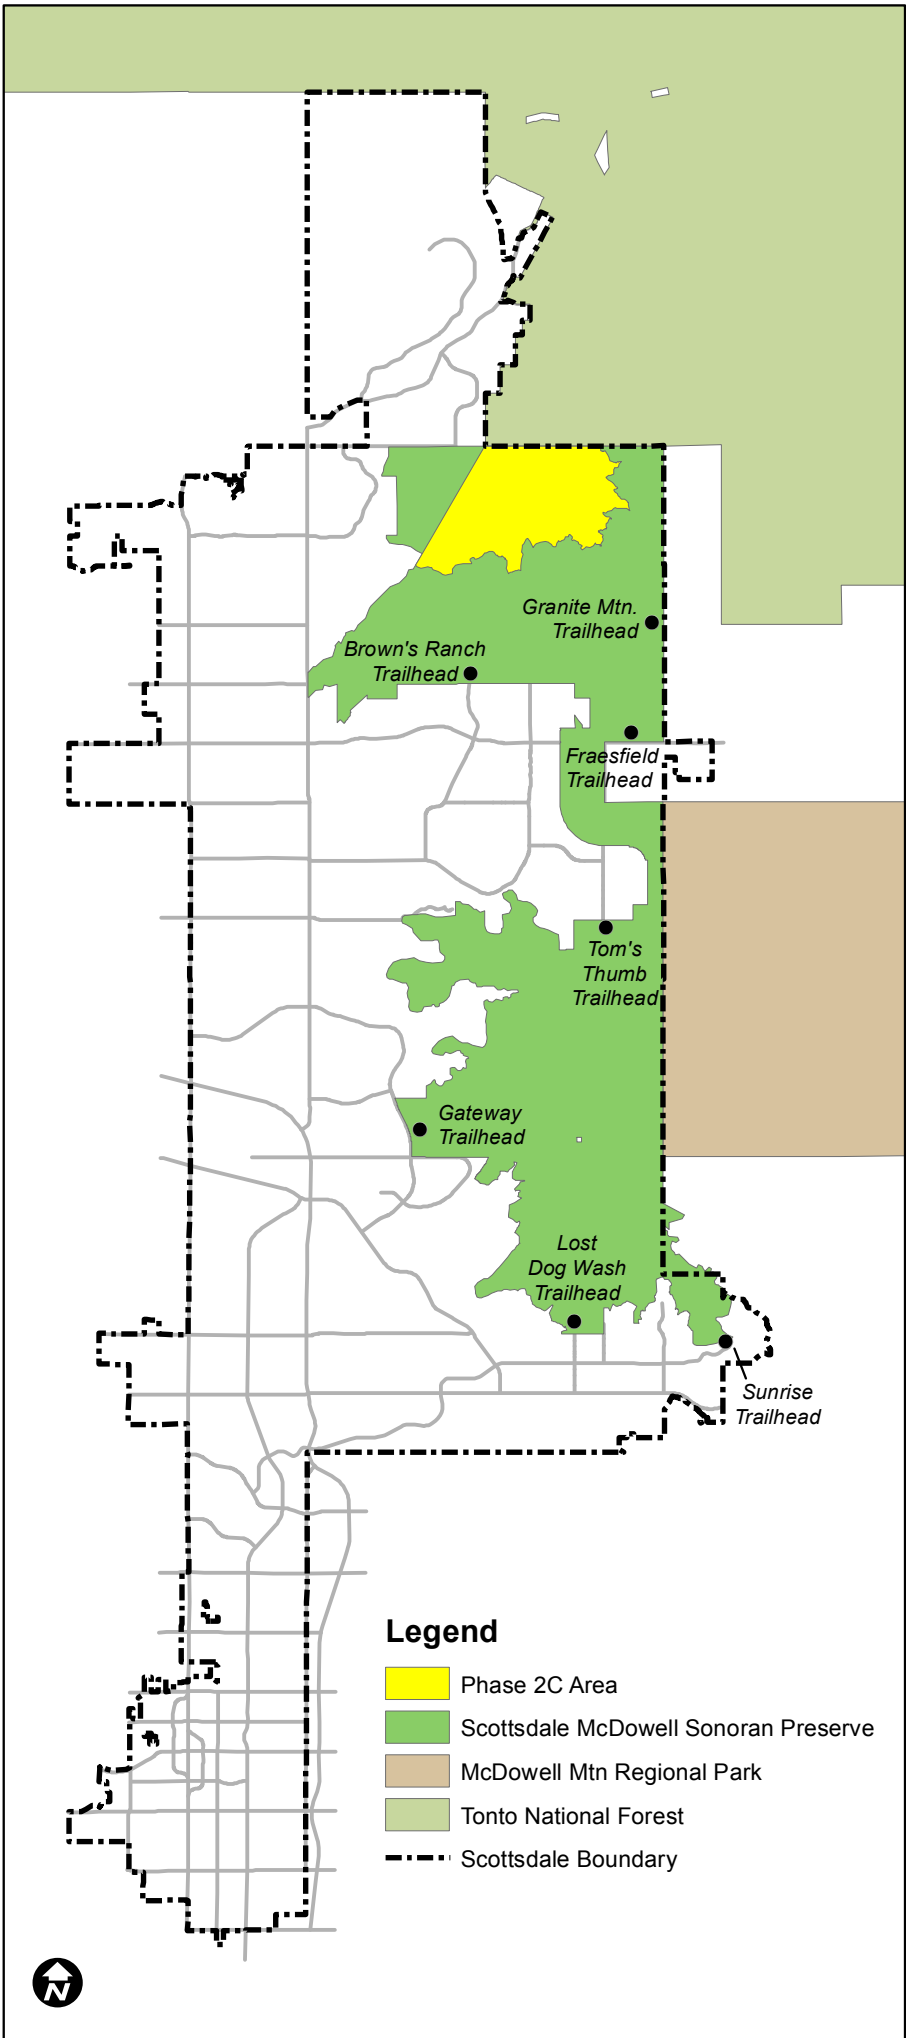 Granite Mtn.
Trailhead
Brown's Ranch
Trailhead
Fraesfield
Trailhead
Tom's
Thumb
Trailhead
Gateway
Trailhead
Lost
Dog Wash
Trailhead
Sunrise
Trailhead
Legend
Phase 2C Area
Scottsdale McDowell Sonoran Preserve
McDowell Mtn Regional Park
Tonto National Forest
Scottsdale Boundary
N